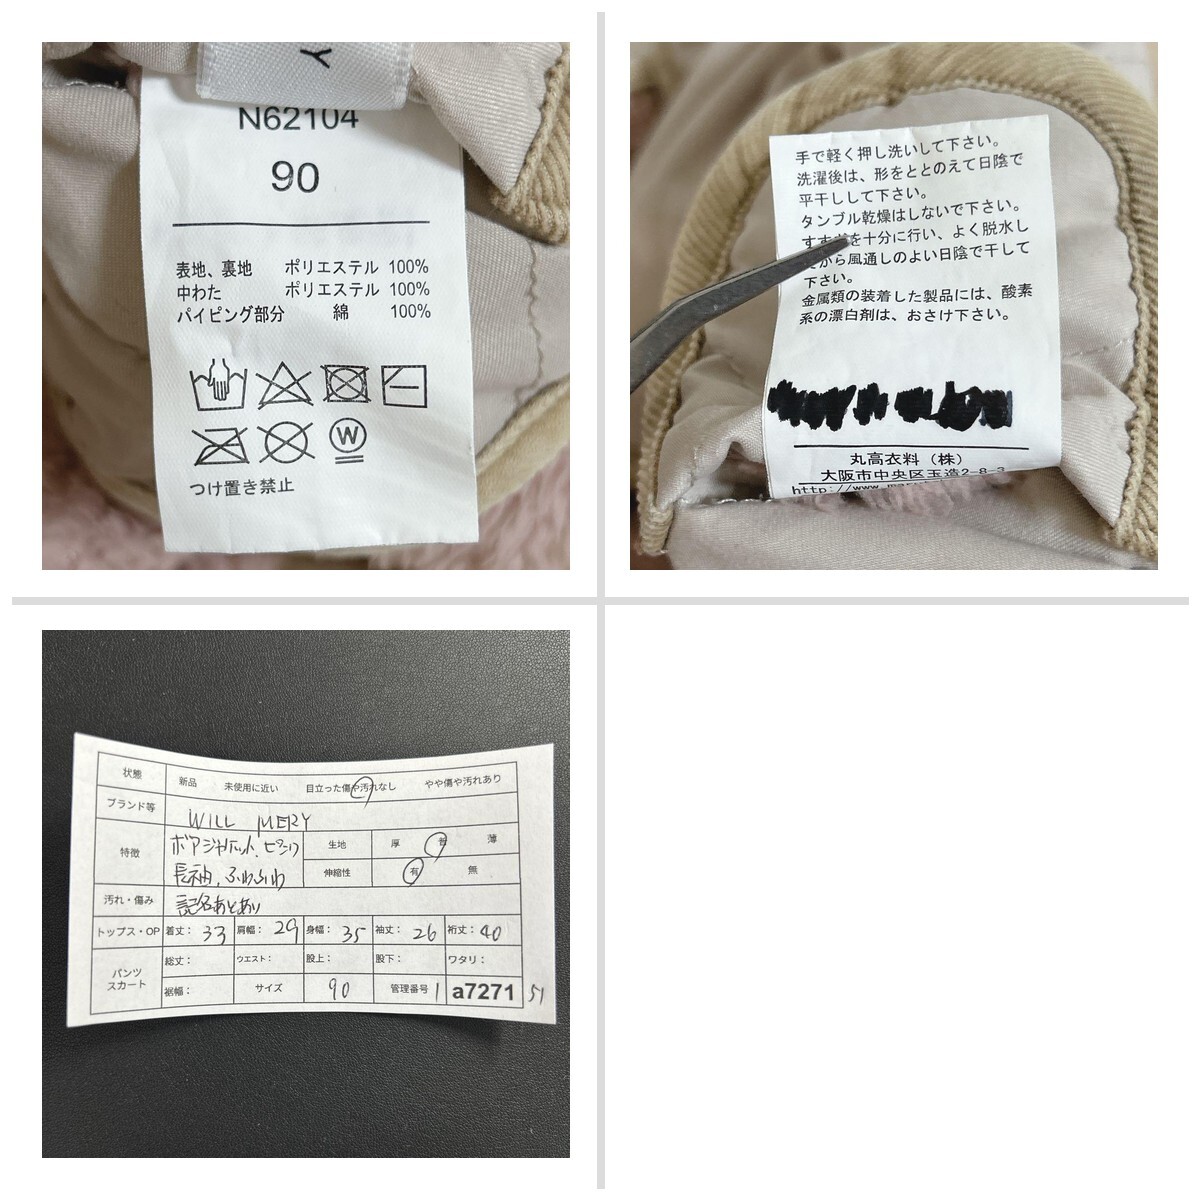 Y
N62104
90
表地、裏地 ポリエステル 100%
中わた ポリエステル 100%
パイピング部分 綿 100%
W
つけ置き禁止
手で軽く押し洗いして下さい。
洗濯後は、形をととのえて日陰で
平干しして下さい。
タンブル乾燥はしないで下さい。
を十分に行い、よく脱水し
から風通しのよい日陰で干して
下さい。
金属類の装着した製品には、酸素
系の漂白剤は、おさけ下さい。
丸高衣料(株)
大阪市中央区玉造2-8-3
http://www.
状態 新品 未使用に近い 目立った傷や汚れなし やや傷や汚れあり
ブランド等 WILL MERY
特徴 ボアジャケット、ピンク 生地 厚 普 薄
長袖、ふわふわ 伸縮性 有 無
汚れ・傷み 記名あとあり
トップス・OP 着丈: 33 肩幅: 29 身幅: 35 袖丈: 26 裄丈: 40
パンツ スカート 総丈: ウエスト: 股上: 股下: ワタリ:
裾幅: サイズ 90 管理番号 1 a7271 51